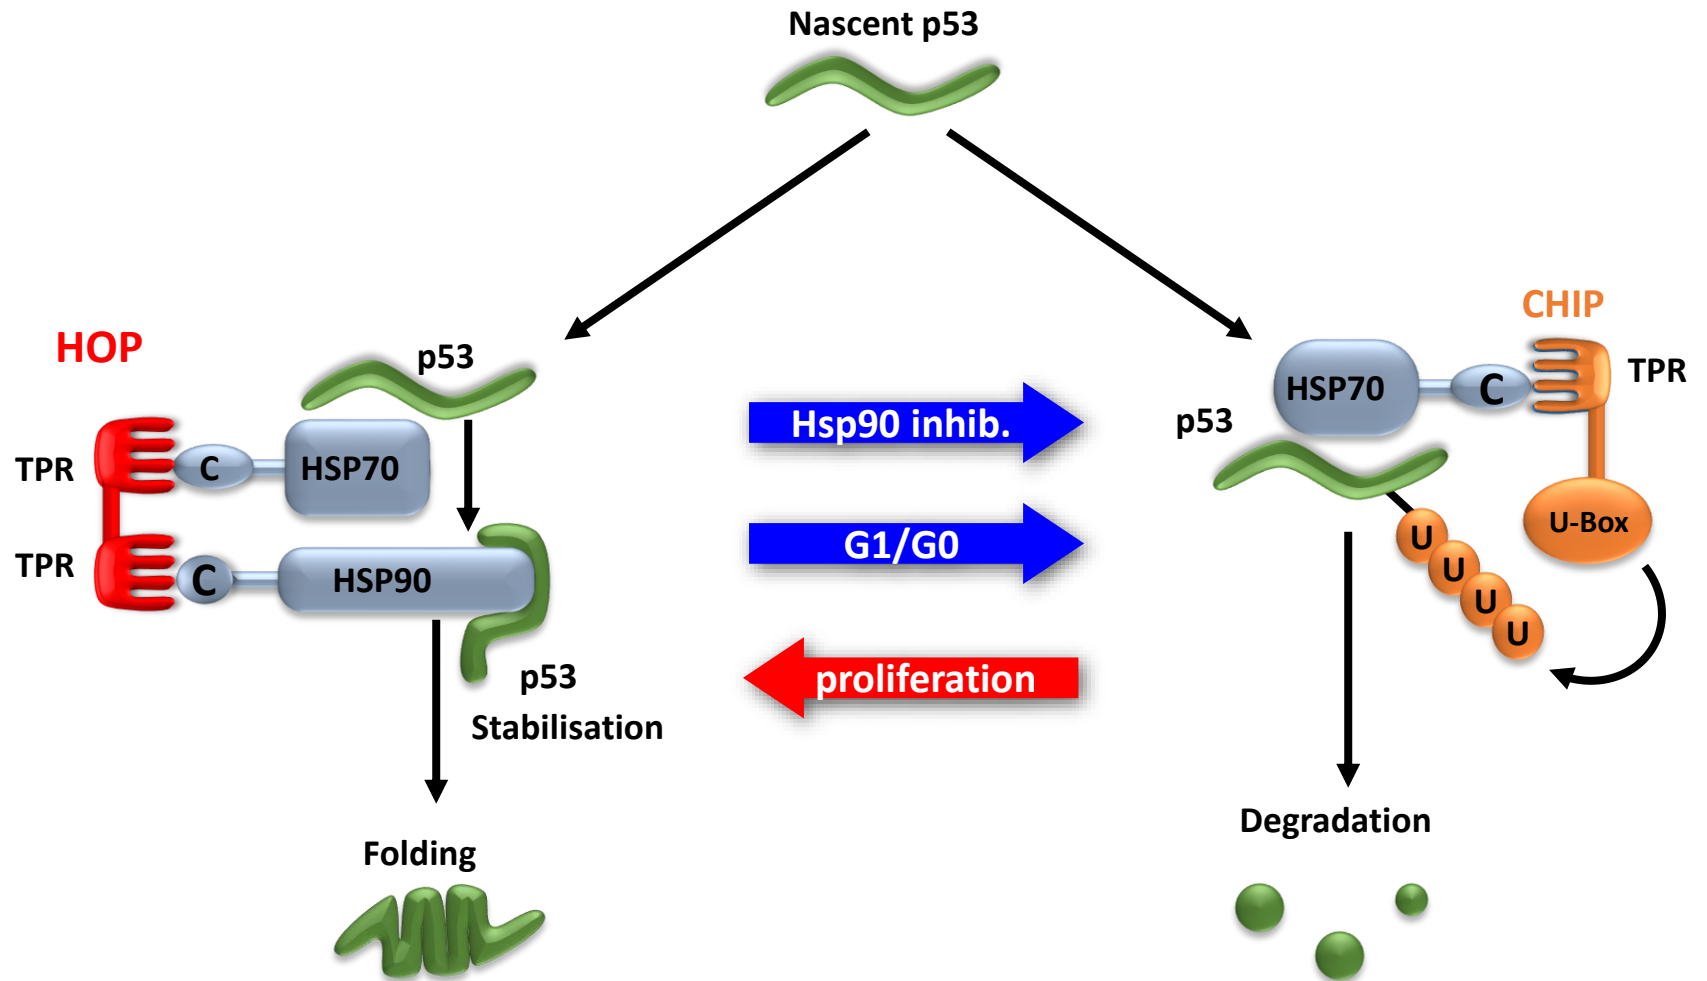 Nascent p53
HOP
p53
TPR
C
HSP70
TPR
C
HSP90
p53
Stabilisation
Folding
Hsp90 inhib.
G1/G0
proliferation
CHIP
HSP70
C
TPR
p53
U-Box
U
U
U
U
Degradation